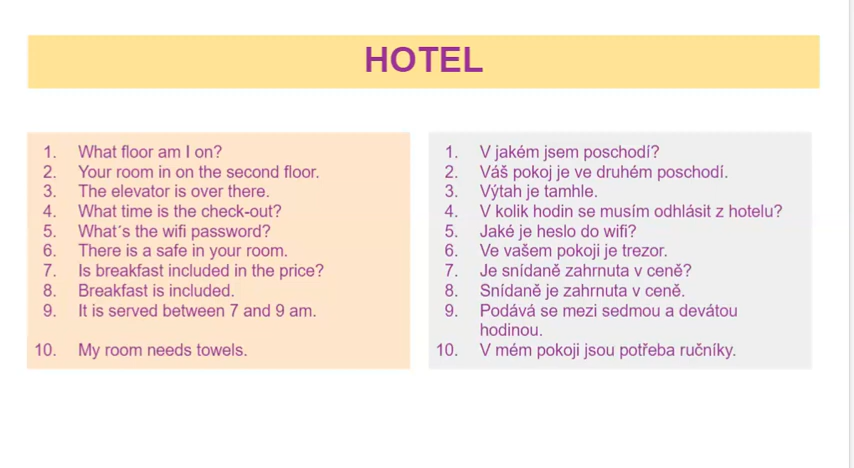 HOTEL
1. What floor am I on?
2. Your room in on the second floor.
3. The elevator is over there.
4. What time is the check-out?
5. What´s the wifi password?
6. There is a safe in your room.
7. Is breakfast included in the price?
8. Breakfast is included.
9. It is served between 7 and 9 am.
10. My room needs towels.
1. V jakém jsem poschodí?
2. Váš pokoj je ve druhém poschodí.
3. Výtah je tamhle.
4. V kolik hodin se musím odhlásit z hotelu?
5. Jaké je heslo do wifi?
6. Ve vašem pokoji je trezor.
7. Je snídaně zahrnuta v ceně?
8. Snídaně je zahrnuta v ceně.
9. Podává se mezi sedmou a devátou
hodinou.
10. V mém pokoji jsou potřeba ručníky.